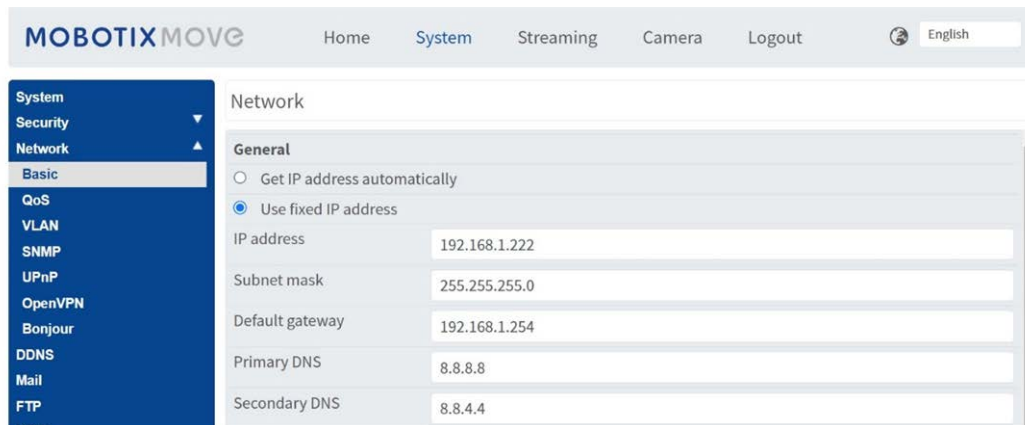 MOBOTIXMOVE Home System Streaming Camera Logout English
System
Security
Network
Basic
QoS
VLAN
SNMP
UPnP
OpenVPN
Bonjour
DDNS
Mail
FTP
Network
General
Get IP address automatically
Use fixed IP address
IP address 192.168.1.222
Subnet mask 255.255.255.0
Default gateway 192.168.1.254
Primary DNS 8.8.8.8
Secondary DNS 8.8.4.4